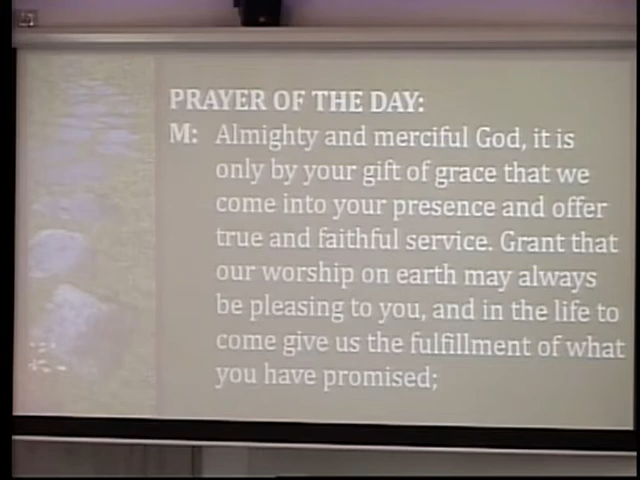 PRAYER OF THE DAY:
M: Almighty and merciful God, it is
only by your gift of grace that we
come into your presence and offer
true and faithful service. Grant that
our worship on earth may always
be pleasing to you, and in the life to
come give us the fulfillment of what
you have promised;